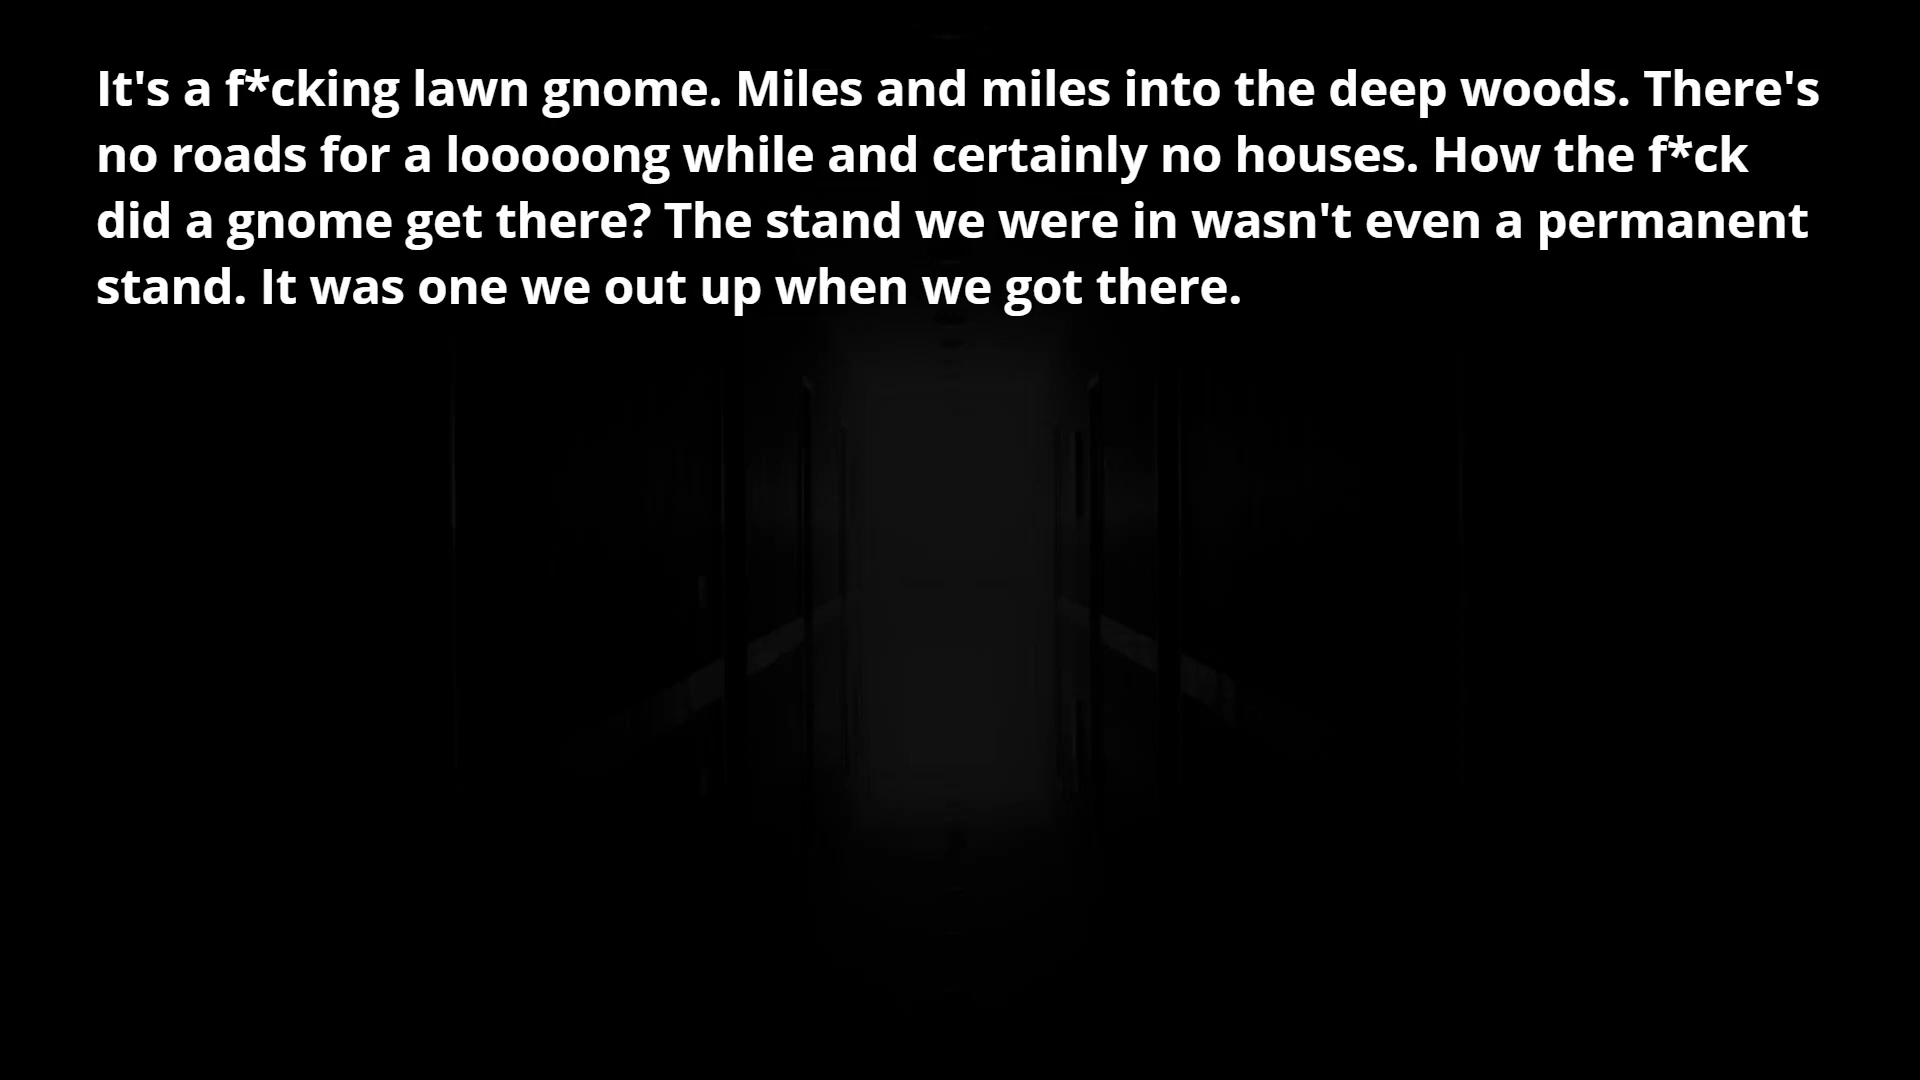 It's a f*cking lawn gnome. Miles and miles into the deep woods. There's
no roads for a looooong while and certainly no houses. How the f*ck
did a gnome get there? The stand we were in wasn't even a permanent
stand. It was one we out up when we got there.